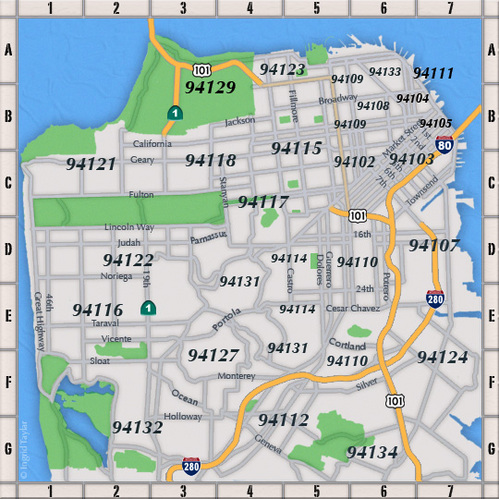 1 2 3 4 5 6 7
A A
94123
94133
94111
101
94109
94129
Fillmore
Broadway
94104
94108
B B
1
Jackson
94109
94105
Market Street
1st
2nd
California
94115
80
Geary
94118
94102
94103
94121
6th
7th
C C
Stanyan
Townsend
Fulton
94117
101
Lincoln Way
16th
Judah
Parnassus
94107
D D
94122
94114
Guerrero
94110
Noriega
19th
Castro
Dolores
Potrero
94131
24th
46th
Great Highway
280
94116
1
94114
Cesar Chavez
E E
Taraval
Portola
Vicente
Cortland
94131
94127
94124
Sloat
94110
Monterey
Silver
F F
Ocean
101
Holloway
94112
94132
Geneva
G G
94134
280
© Ingrid Taylar
1 2 3 4 5 6 7